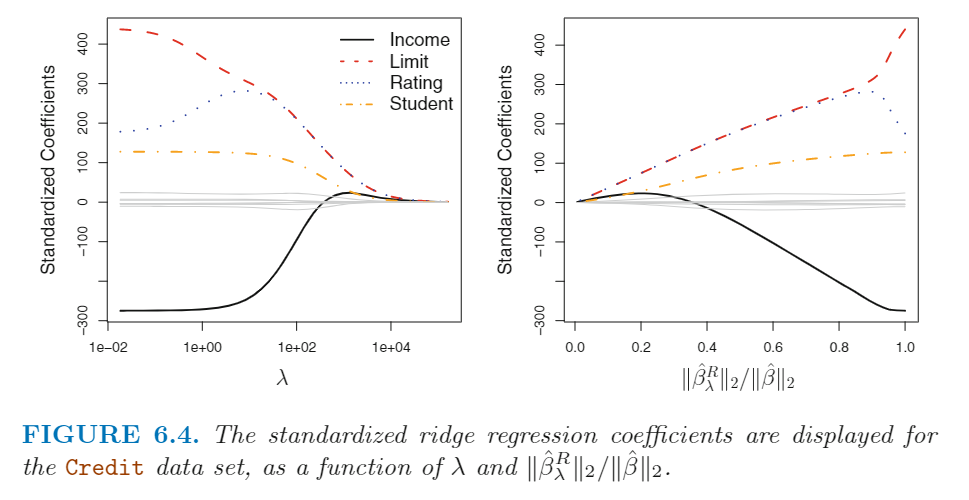 Standardized Coefficients
400
300
200
100
0
−100
−300
1e−02 1e+00 1e+02 1e+04
λ
Income
Limit
Rating
Student
Standardized Coefficients
400
300
200
100
0
−100
−300
0.0 0.2 0.4 0.6 0.8 1.0
‖β̂λR‖2/‖β̂‖2
FIGURE 6.4. The standardized ridge regression coefficients are displayed for
the Credit data set, as a function of λ and ‖β̂λR‖2/‖β̂‖2.